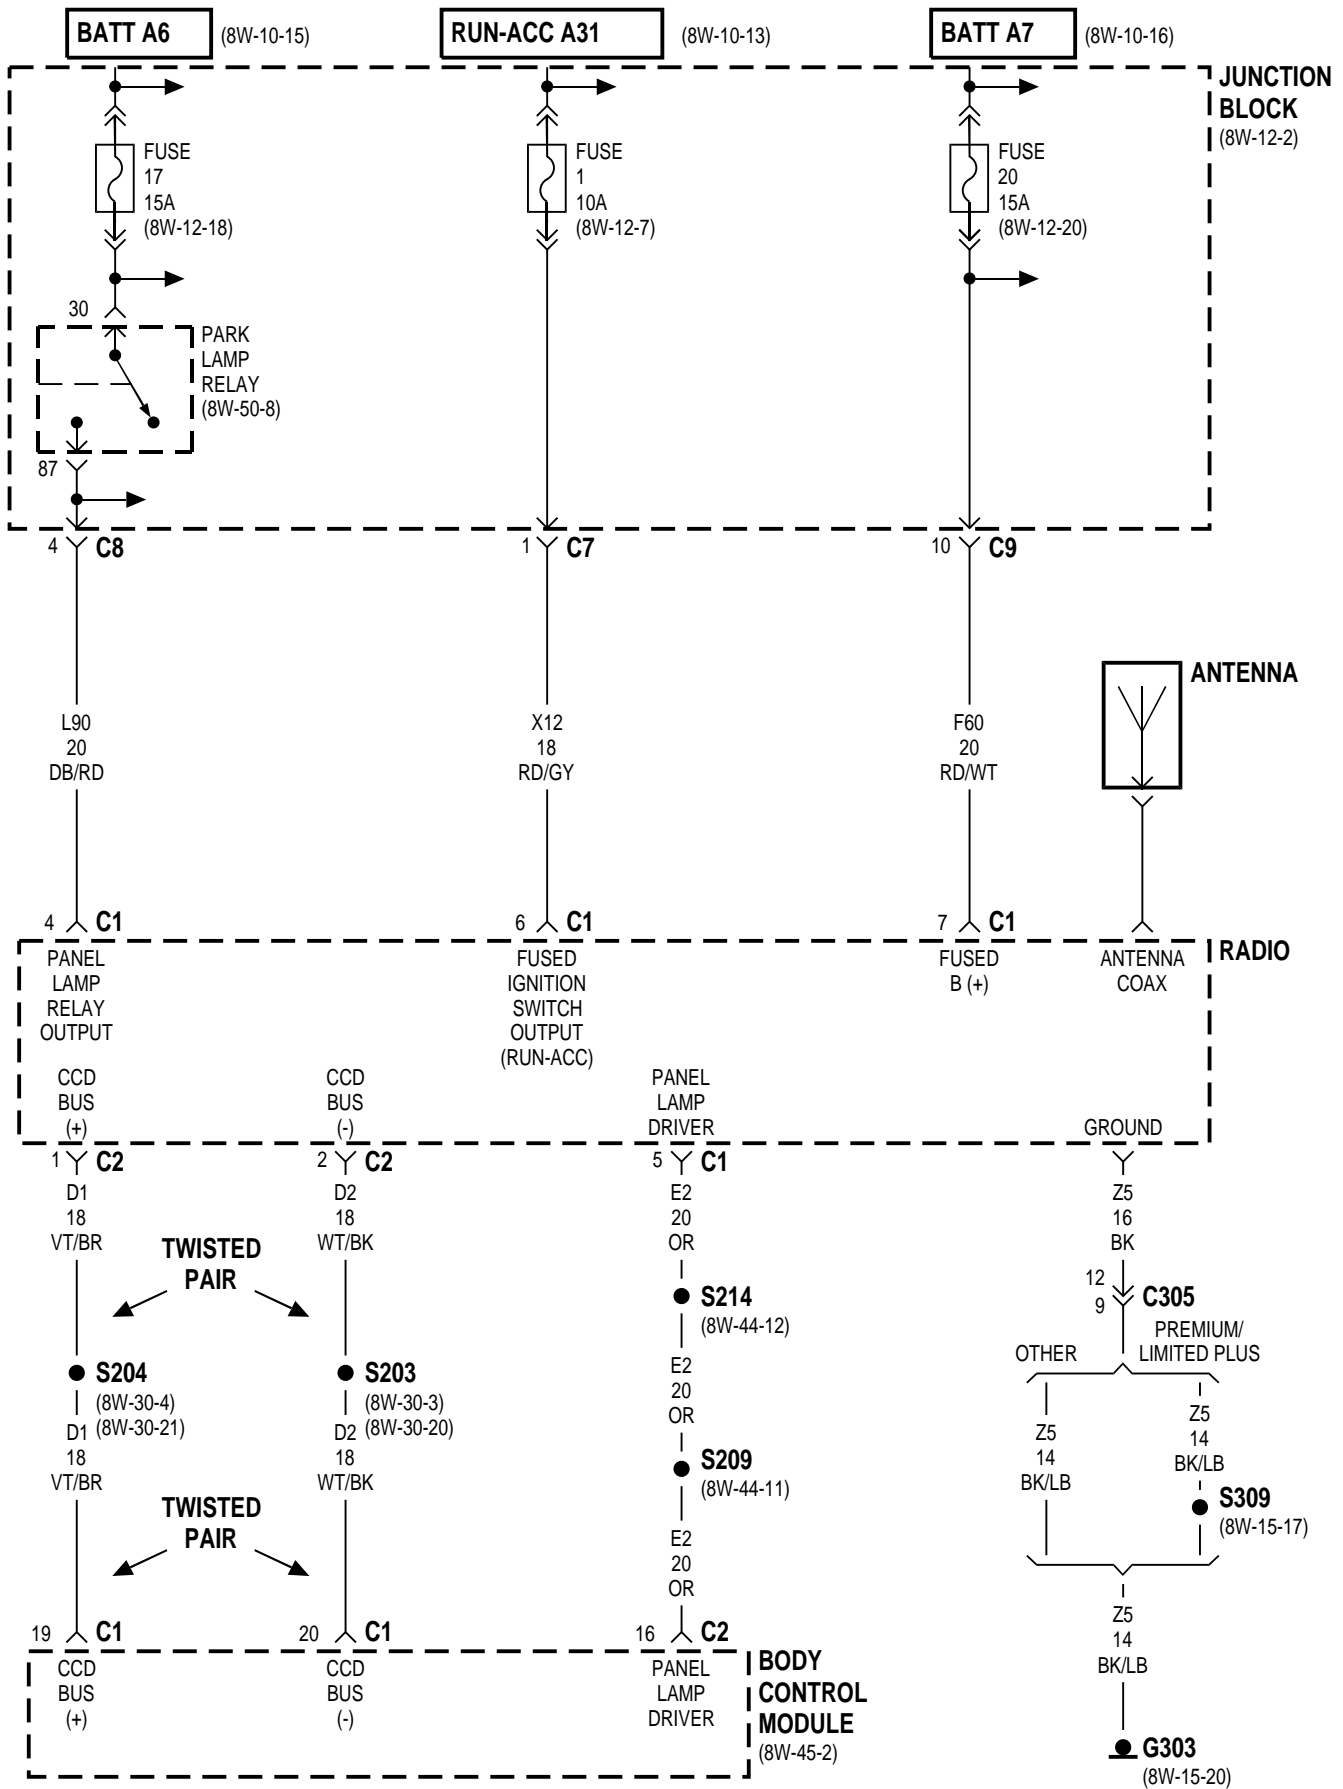 BATT A6
(8W-10-15)
RUN-ACC A31
(8W-10-13)
BATT A7
(8W-10-16)
JUNCTION
BLOCK
(8W-12-2)
FUSE
17
15A
(8W-12-18)
FUSE
1
10A
(8W-12-7)
FUSE
20
15A
(8W-12-20)
30
PARK
LAMP
RELAY
(8W-50-8)
87
4 C8
1 C7
10 C9
ANTENNA
L90
20
DB/RD
X12
18
RD/GY
F60
20
RD/WT
4 C1
6 C1
7 C1
RADIO
PANEL
LAMP
RELAY
OUTPUT
FUSED
IGNITION
SWITCH
OUTPUT
(RUN-ACC)
FUSED
B (+)
ANTENNA
COAX
CCD
BUS
(+)
CCD
BUS
(-)
PANEL
LAMP
DRIVER
GROUND
1 C2
2 C2
5 C1
D1
18
VT/BR
D2
18
WT/BK
E2
20
OR
Z5
16
BK
TWISTED
PAIR
S214
(8W-44-12)
12
9
C305
OTHER
PREMIUM/
LIMITED PLUS
S204
(8W-30-4)
(8W-30-21)
S203
(8W-30-3)
(8W-30-20)
E2
20
OR
D1
18
VT/BR
D2
18
WT/BK
S209
(8W-44-11)
Z5
14
BK/LB
Z5
14
BK/LB
S309
(8W-15-17)
TWISTED
PAIR
E2
20
OR
Z5
14
BK/LB
19 C1
20 C1
16 C2
CCD
BUS
(+)
CCD
BUS
(-)
PANEL
LAMP
DRIVER
BODY
CONTROL
MODULE
(8W-45-2)
G303
(8W-15-20)